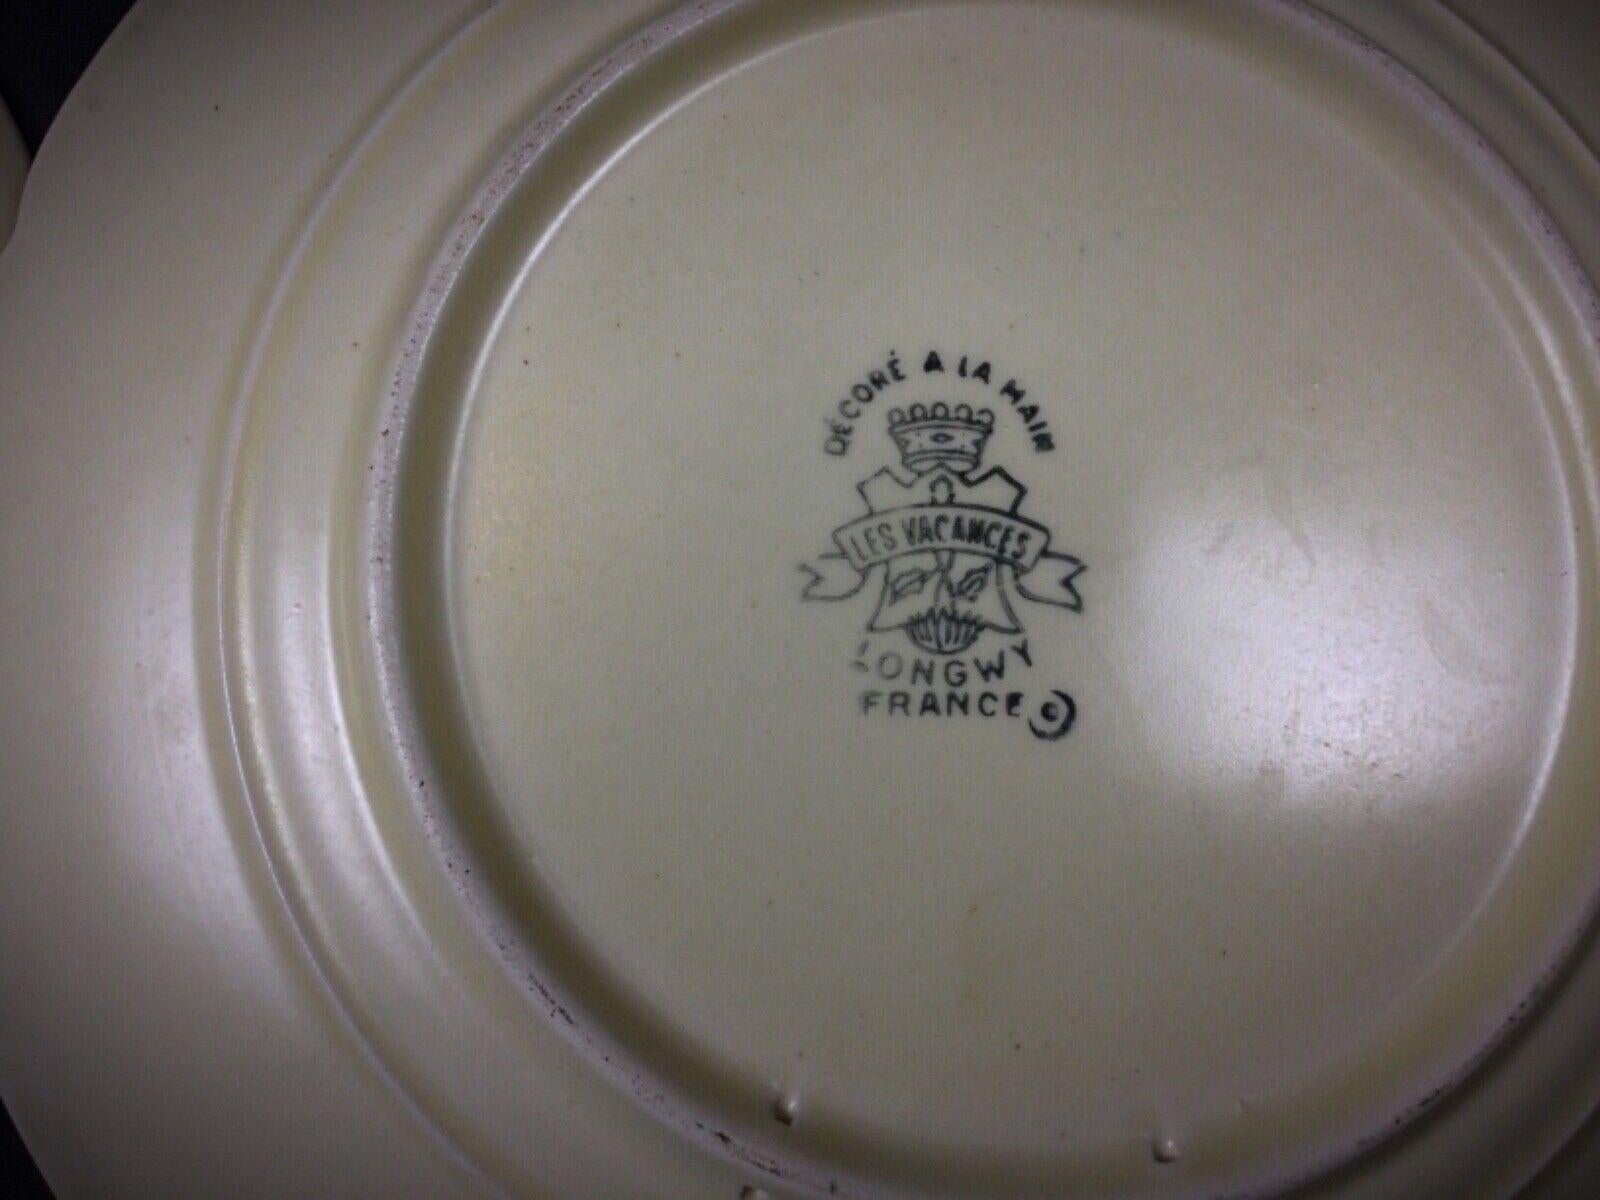 DÉCORÉ A LA MAIN
LES VACANCES
LONGWY
FRANCE ©